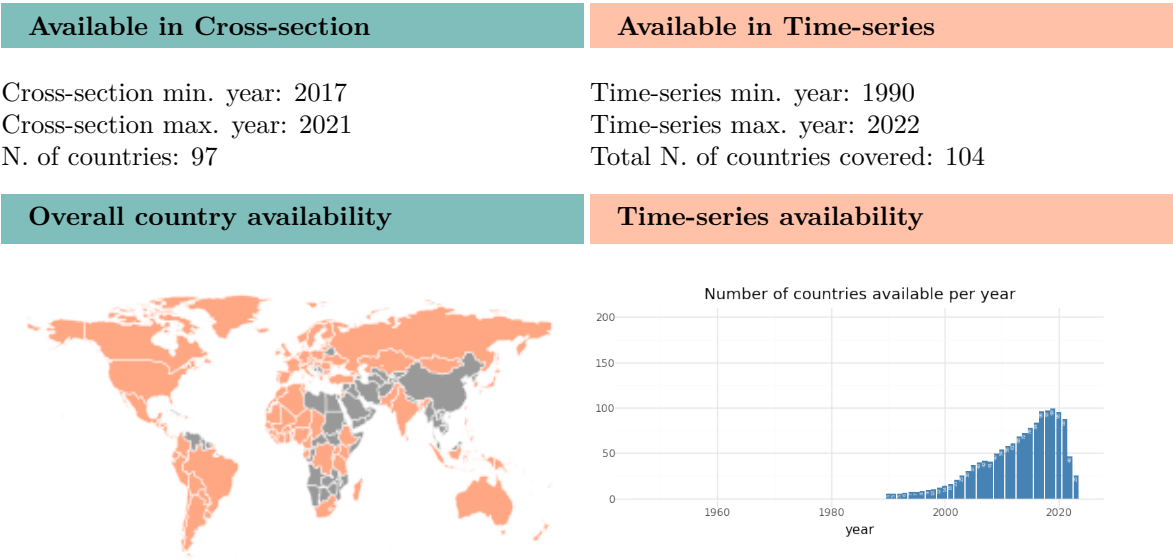 Available in Cross-section
Available in Time-series
Cross-section min. year: 2017
Cross-section max. year: 2021
N. of countries: 97
Time-series min. year: 1990
Time-series max. year: 2022
Total N. of countries covered: 104
Overall country availability
Time-series availability
Number of countries available per year
200
150
100
50
0
1960
1980
2000
2020
year